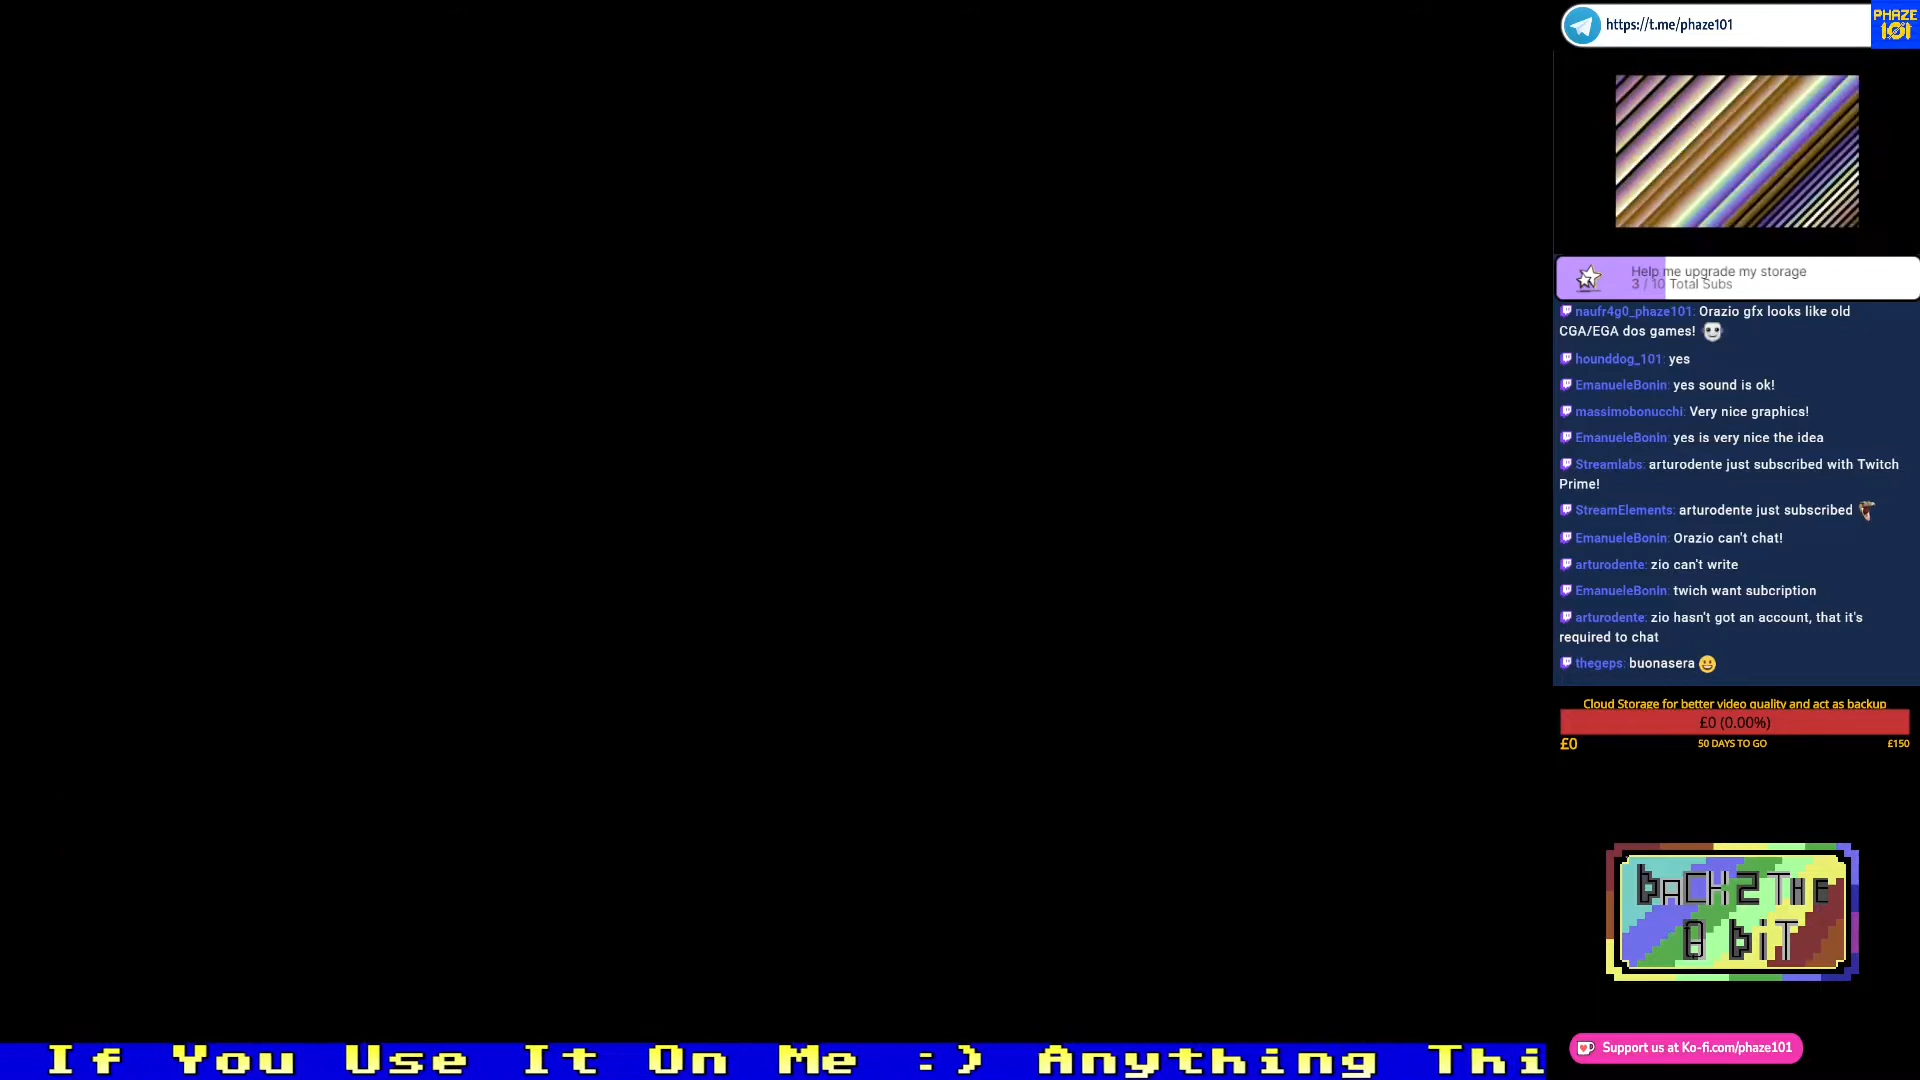 https://t.me/phaze101
PHAZE
101
Help me upgrade my storage
3 / 10 Total Subs
naufr4g0_phaze101: Orazio gfx looks like old
CGA/EGA dos games!
hounddog_101: yes
EmanueleBonin: yes sound is ok!
massimobonucchi: Very nice graphics!
EmanueleBonin: yes is very nice the idea
Streamlabs: arturodente just subscribed with Twitch
Prime!
StreamElements: arturodente just subscribed
EmanueleBonin: Orazio can't chat!
arturodente: zio can't write
EmanueleBonin: twich want subcription
arturodente: zio hasn't got an account, that it's
required to chat
thegeps: buonasera
Cloud Storage for better video quality and act as backup
£0 (0.00%)
£0 50 DAYS TO GO £150
bACK2THE
8 biT
If You Use It On Me :) Anything Thi
Support us at Ko-fi.com/phaze101